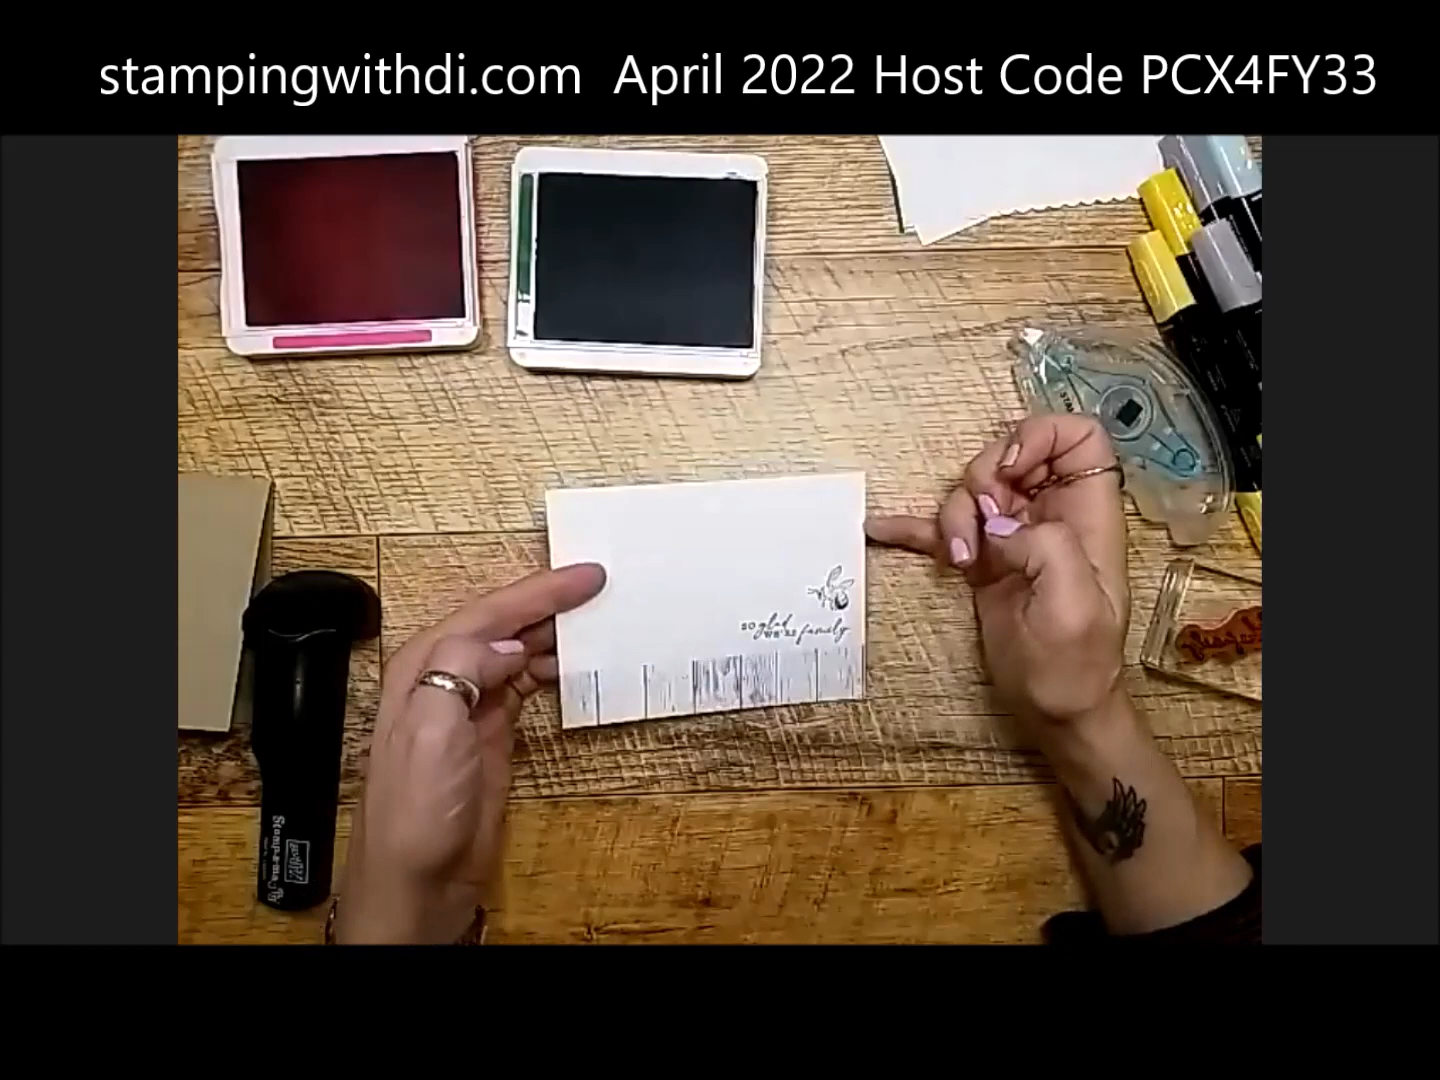 stampingwithdi.com  April 2022 Host Code PCX4FY33
so glad
we're family
Stamp-a-ma-jig